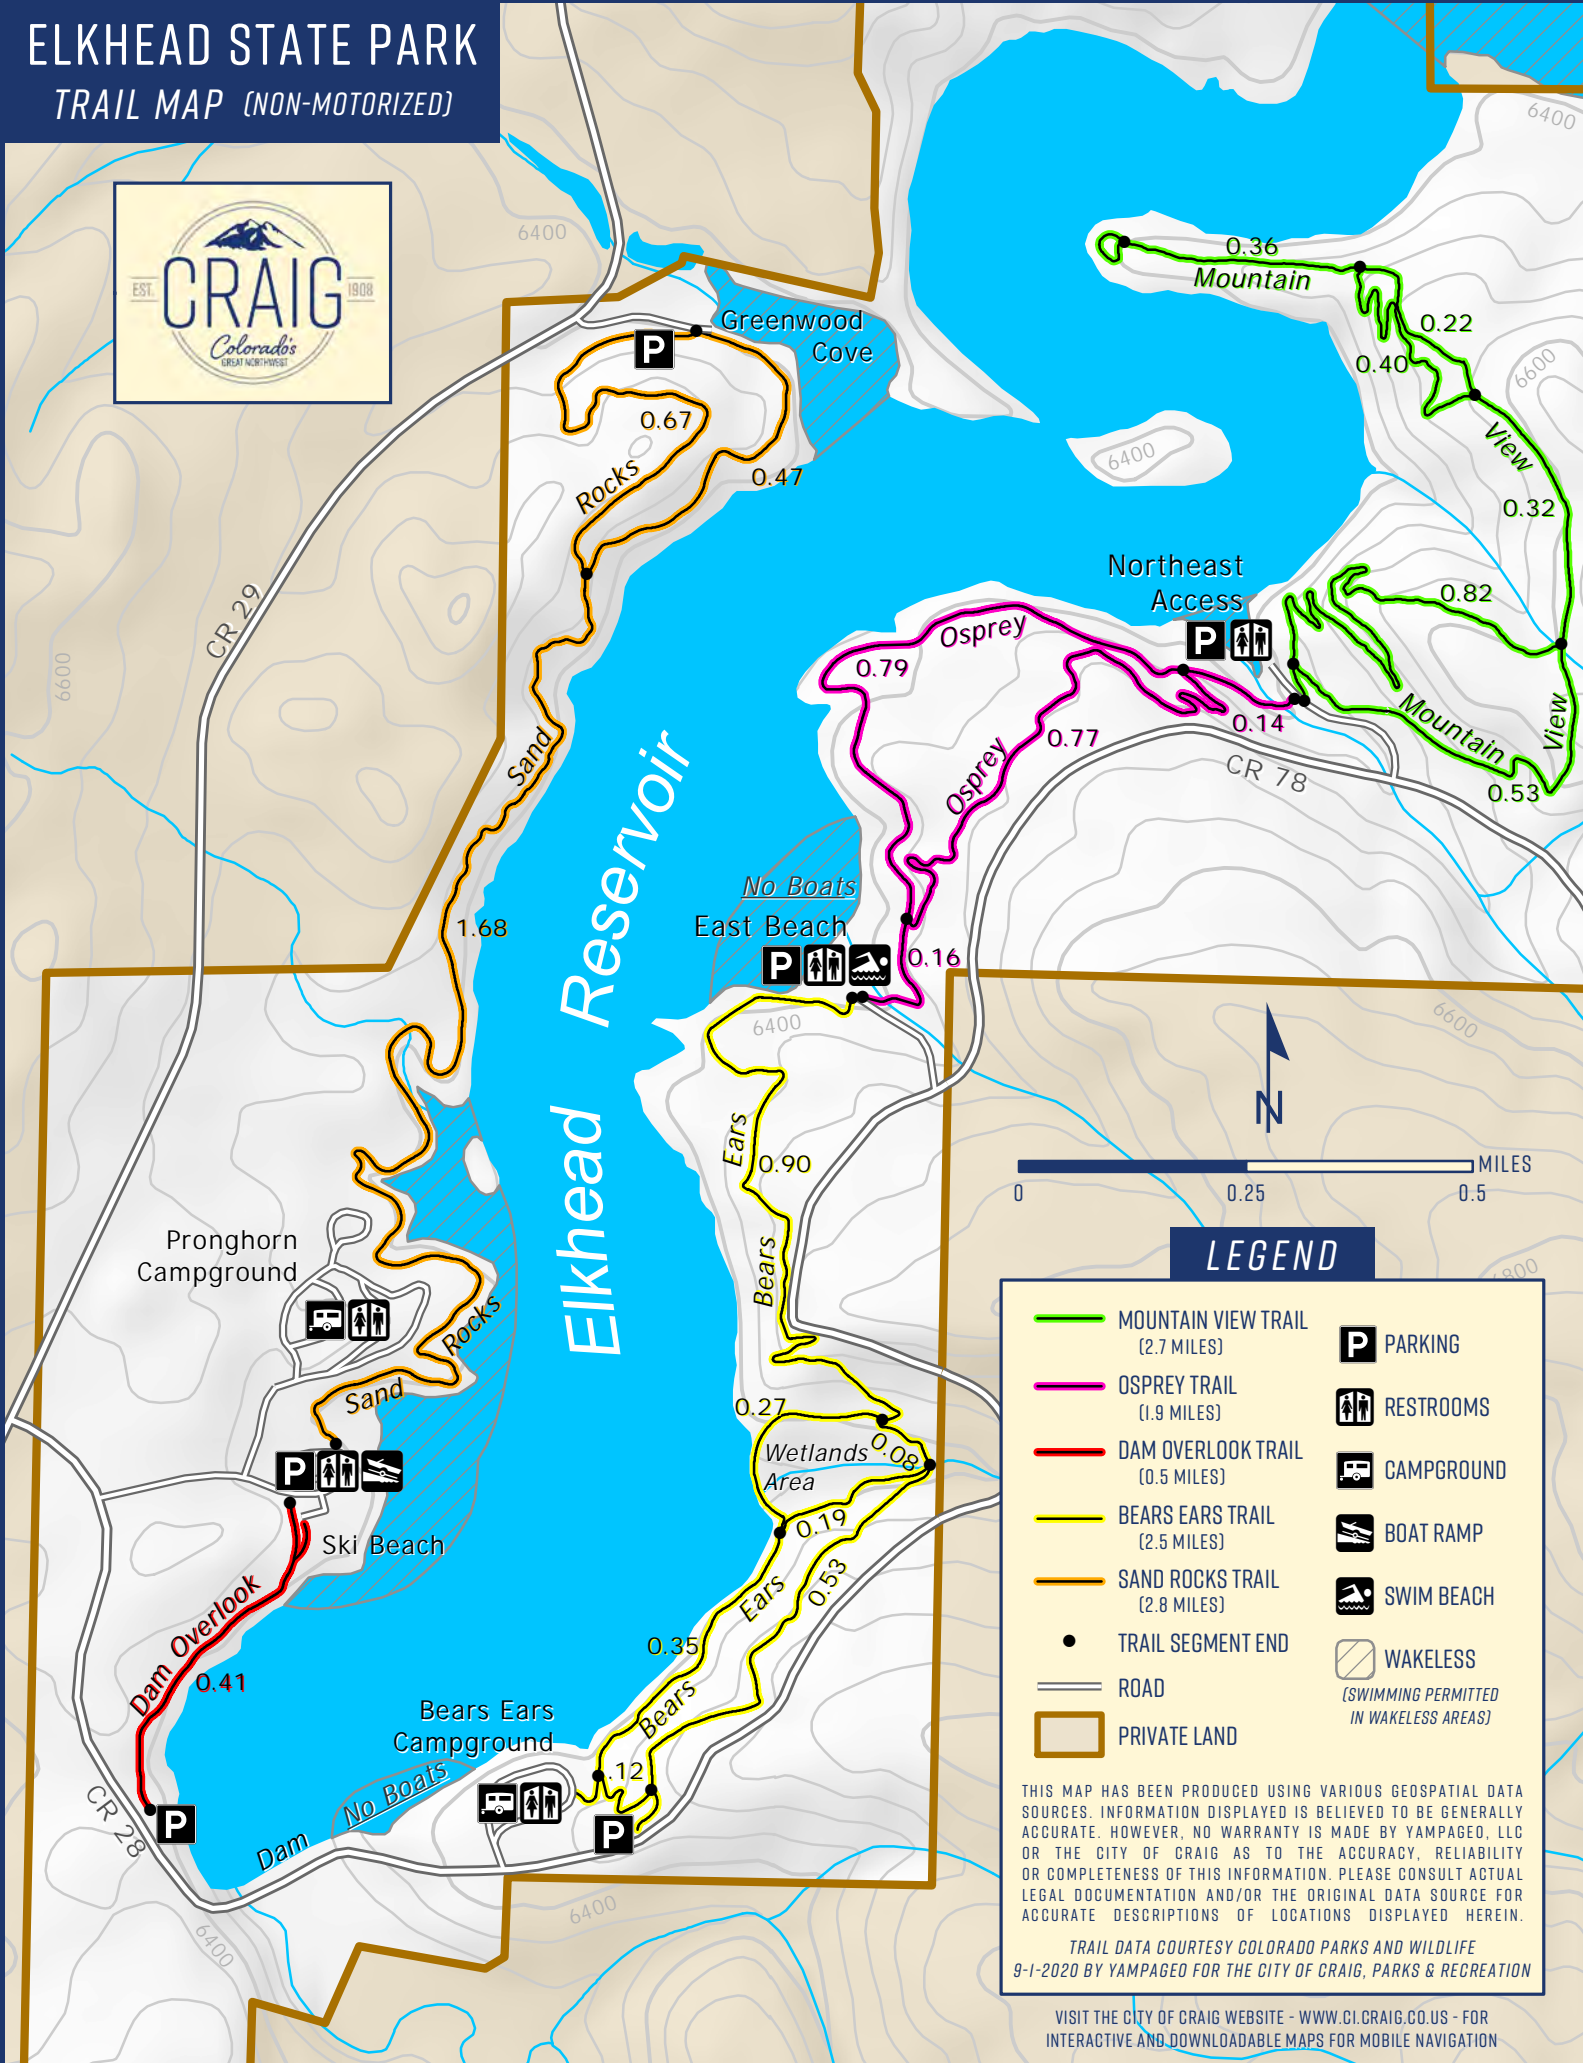 ELKHEAD STATE PARK
TRAIL MAP (NON-MOTORIZED)
EST. 1908
CRAIG
Colorado's
GREAT NORTHWEST
6400
6400
0.36
Mountain
0.22
0.40
6600
View
0.32
Greenwood
Cove
P
0.67
Rocks
0.47
6400
Northeast
Access
P
0.82
CR 29
6600
Osprey
0.79
Osprey
0.77
0.14
CR 78
Mountain
View
0.53
Sand
Elkhead Reservoir
1.68
No Boats
East Beach
P
0.16
6400
6600
N
MILES
0 0.25 0.5
Ears
0.90
Bears
Pronghorn
Campground
Rocks
Sand
P
Ski Beach
Dam Overlook
0.41
0.27
Wetlands
Area
0.08
0.19
Ears
0.53
0.35
Bears
Bears Ears
Campground
.12
P
No Boats
Dam
P
CR 28
6400
6400
6800
LEGEND
MOUNTAIN VIEW TRAIL
(2.7 MILES)
OSPREY TRAIL
(1.9 MILES)
DAM OVERLOOK TRAIL
(0.5 MILES)
BEARS EARS TRAIL
(2.5 MILES)
SAND ROCKS TRAIL
(2.8 MILES)
TRAIL SEGMENT END
ROAD
PRIVATE LAND
P PARKING
RESTROOMS
CAMPGROUND
BOAT RAMP
SWIM BEACH
WAKELESS
(SWIMMING PERMITTED
IN WAKELESS AREAS)
THIS MAP HAS BEEN PRODUCED USING VARIOUS GEOSPATIAL DATA
SOURCES. INFORMATION DISPLAYED IS BELIEVED TO BE GENERALLY
ACCURATE. HOWEVER, NO WARRANTY IS MADE BY YAMPAGEO, LLC
OR THE CITY OF CRAIG AS TO THE ACCURACY, RELIABILITY
OR COMPLETENESS OF THIS INFORMATION. PLEASE CONSULT ACTUAL
LEGAL DOCUMENTATION AND/OR THE ORIGINAL DATA SOURCE FOR
ACCURATE DESCRIPTIONS OF LOCATIONS DISPLAYED HEREIN.
TRAIL DATA COURTESY COLORADO PARKS AND WILDLIFE
9-1-2020 BY YAMPAGEO FOR THE CITY OF CRAIG, PARKS & RECREATION
VISIT THE CITY OF CRAIG WEBSITE - WWW.CI.CRAIG.CO.US - FOR
INTERACTIVE AND DOWNLOADABLE MAPS FOR MOBILE NAVIGATION